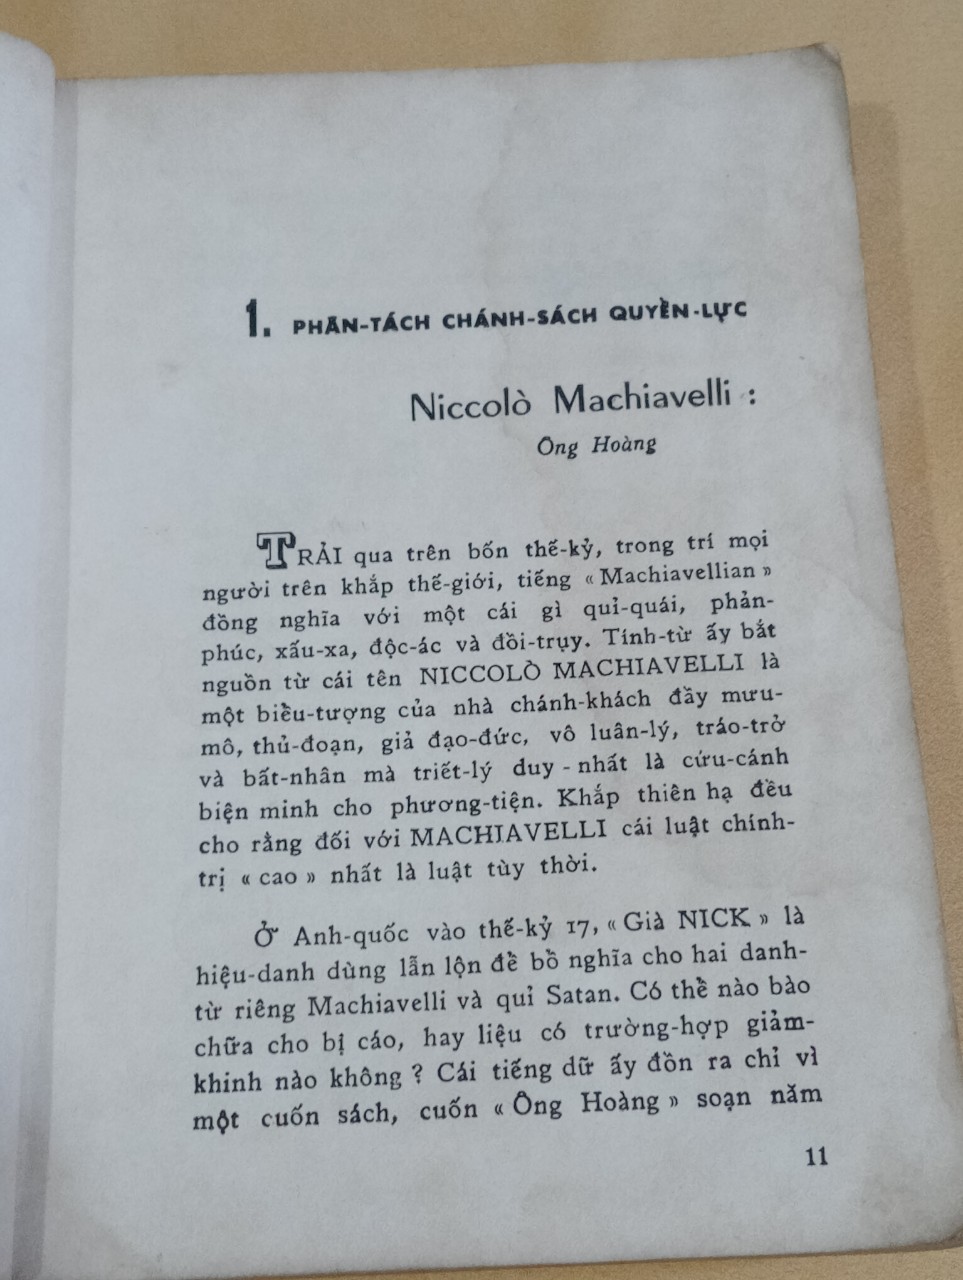 1. PHÂN-TÁCH CHÁNH-SÁCH QUYỀN-LỰC
Niccolò Machiavelli :
Ông Hoàng
TRẢI qua trên bốn thế-kỷ, trong trí mọi
người trên khắp thế-giới, tiếng « Machiavellian »
đồng nghĩa với một cái gì quỉ-quái, phản-
phúc, xấu-xa, độc-ác và đồi-trụy. Tính-từ ấy bắt
nguồn từ cái tên NICCOLÒ MACHIAVELLI là
một biểu-tượng của nhà chánh-khách đầy mưu-
mô, thủ-đoạn, giả đạo-đức, vô luân-lý, tráo-trở
và bất-nhân mà triết-lý duy-nhất là cứu-cánh
biện minh cho phương-tiện. Khắp thiên hạ đều
cho rằng đối với MACHIAVELLI cái luật chính-
trị « cao » nhất là luật tùy thời.
Ở Anh-quốc vào thế-kỷ 17, « Già NICK » là
hiệu-danh dùng lẫn lộn để bổ nghĩa cho hai danh-
từ riêng Machiavelli và quỉ Satan. Có thể nào bào
chữa cho bị cáo, hay liệu có trường-hợp giảm-
khinh nào không ? Cái tiếng dữ ấy đồn ra chỉ vì
một cuốn sách, cuốn « Ông Hoàng » soạn năm
11